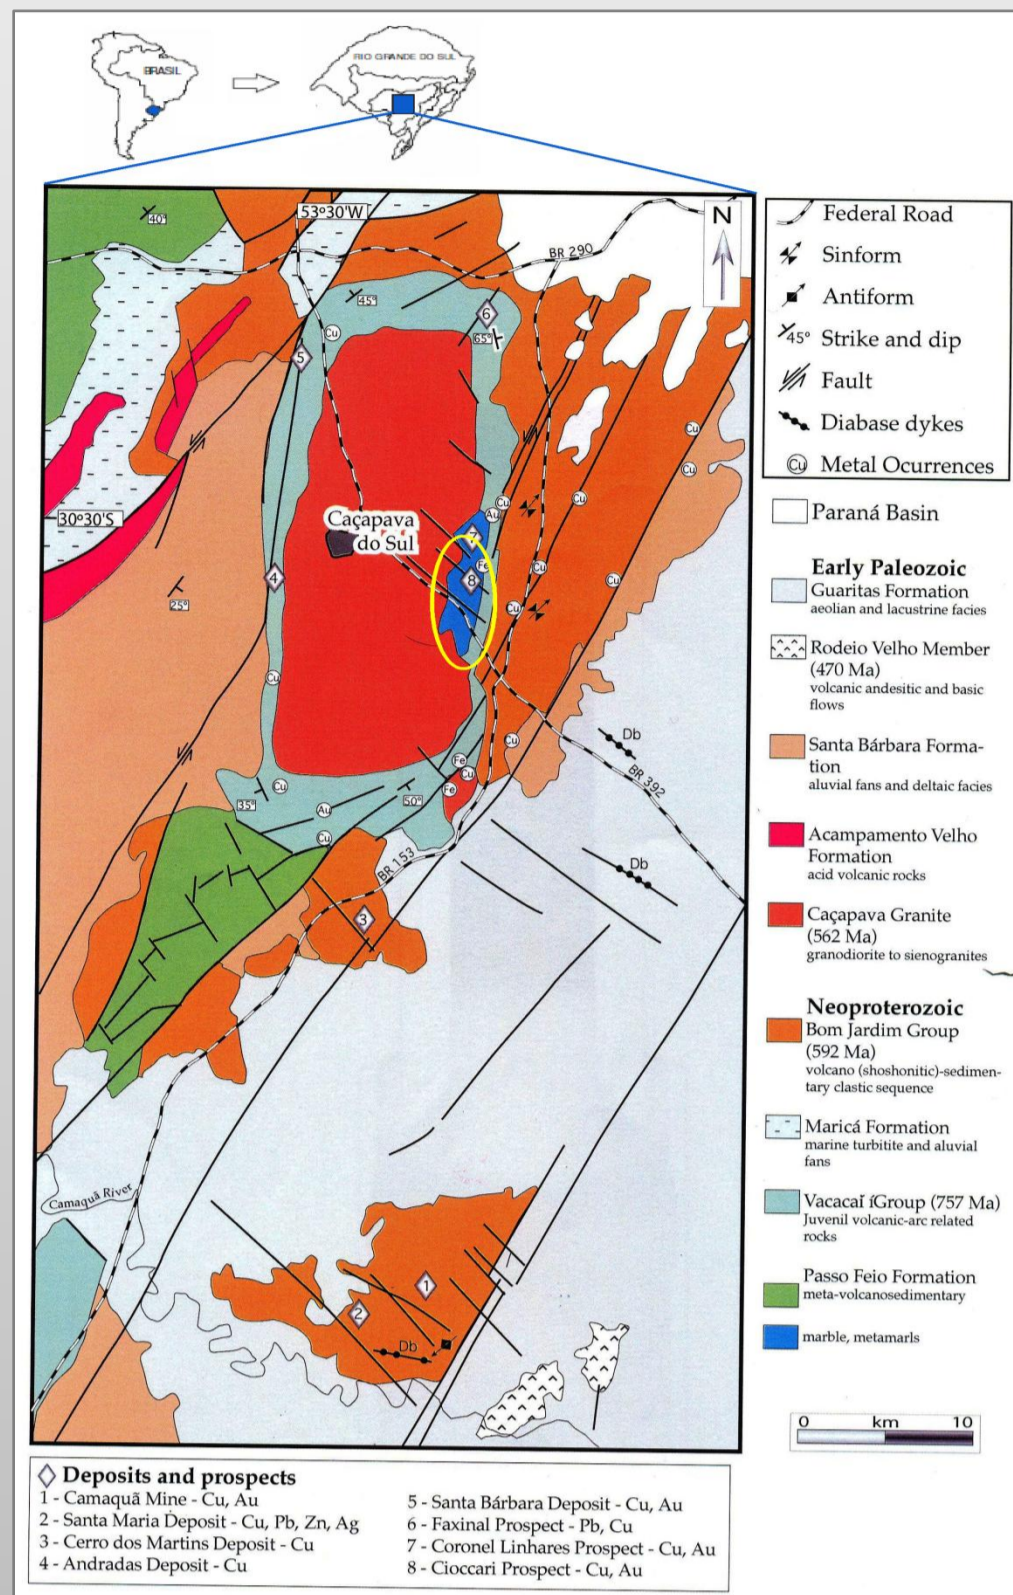 BRASIL
RIO GRANDE DO SUL
40°
53º30'W
N
BR 290
45°
6
65°
Cu
5
Cu
Cu
30º30'S
Caçapava
do Sul
Cu
Cu
Au
7
Fe
Cu
4
8
Cu
25°
Cu
Cu
Cu
Db
Fe
Cu
Fe
Cu
35°
50°
BR 392
Au
Cu
BR 153
Db
3
Camaquã River
1
2
Db
Federal Road
Sinform
Antiform
45° Strike and dip
Fault
Diabase dykes
Cu Metal Ocurrences
Paraná Basin
Early Paleozoic
Guaritas Formation
aeolian and lacustrine facies
Rodeio Velho Member
(470 Ma)
volcanic andesitic and basic
flows
Santa Bárbara Forma-
tion
aluvial fans and deltaic facies
Acampamento Velho
Formation
acid volcanic rocks
Caçapava Granite
(562 Ma)
granodiorite to sienogranites
Neoproterozoic
Bom Jardim Group
(592 Ma)
volcano (shoshonitic)-sedimen-
tary clastic sequence
Maricá Formation
marine turbitite and aluvial
fans
Vacacaí íGroup (757 Ma)
Juvenil volcanic-arc related
rocks
Passo Feio Formation
meta-volcanosedimentary
marble, metamarls
0 km 10
Deposits and prospects
1 - Camaquã Mine - Cu, Au
2 - Santa Maria Deposit - Cu, Pb, Zn, Ag
3 - Cerro dos Martins Deposit - Cu
4 - Andradas Deposit - Cu
5 - Santa Bárbara Deposit - Cu, Au
6 - Faxinal Prospect - Pb, Cu
7 - Coronel Linhares Prospect - Cu, Au
8 - Cioccari Prospect - Cu, Au